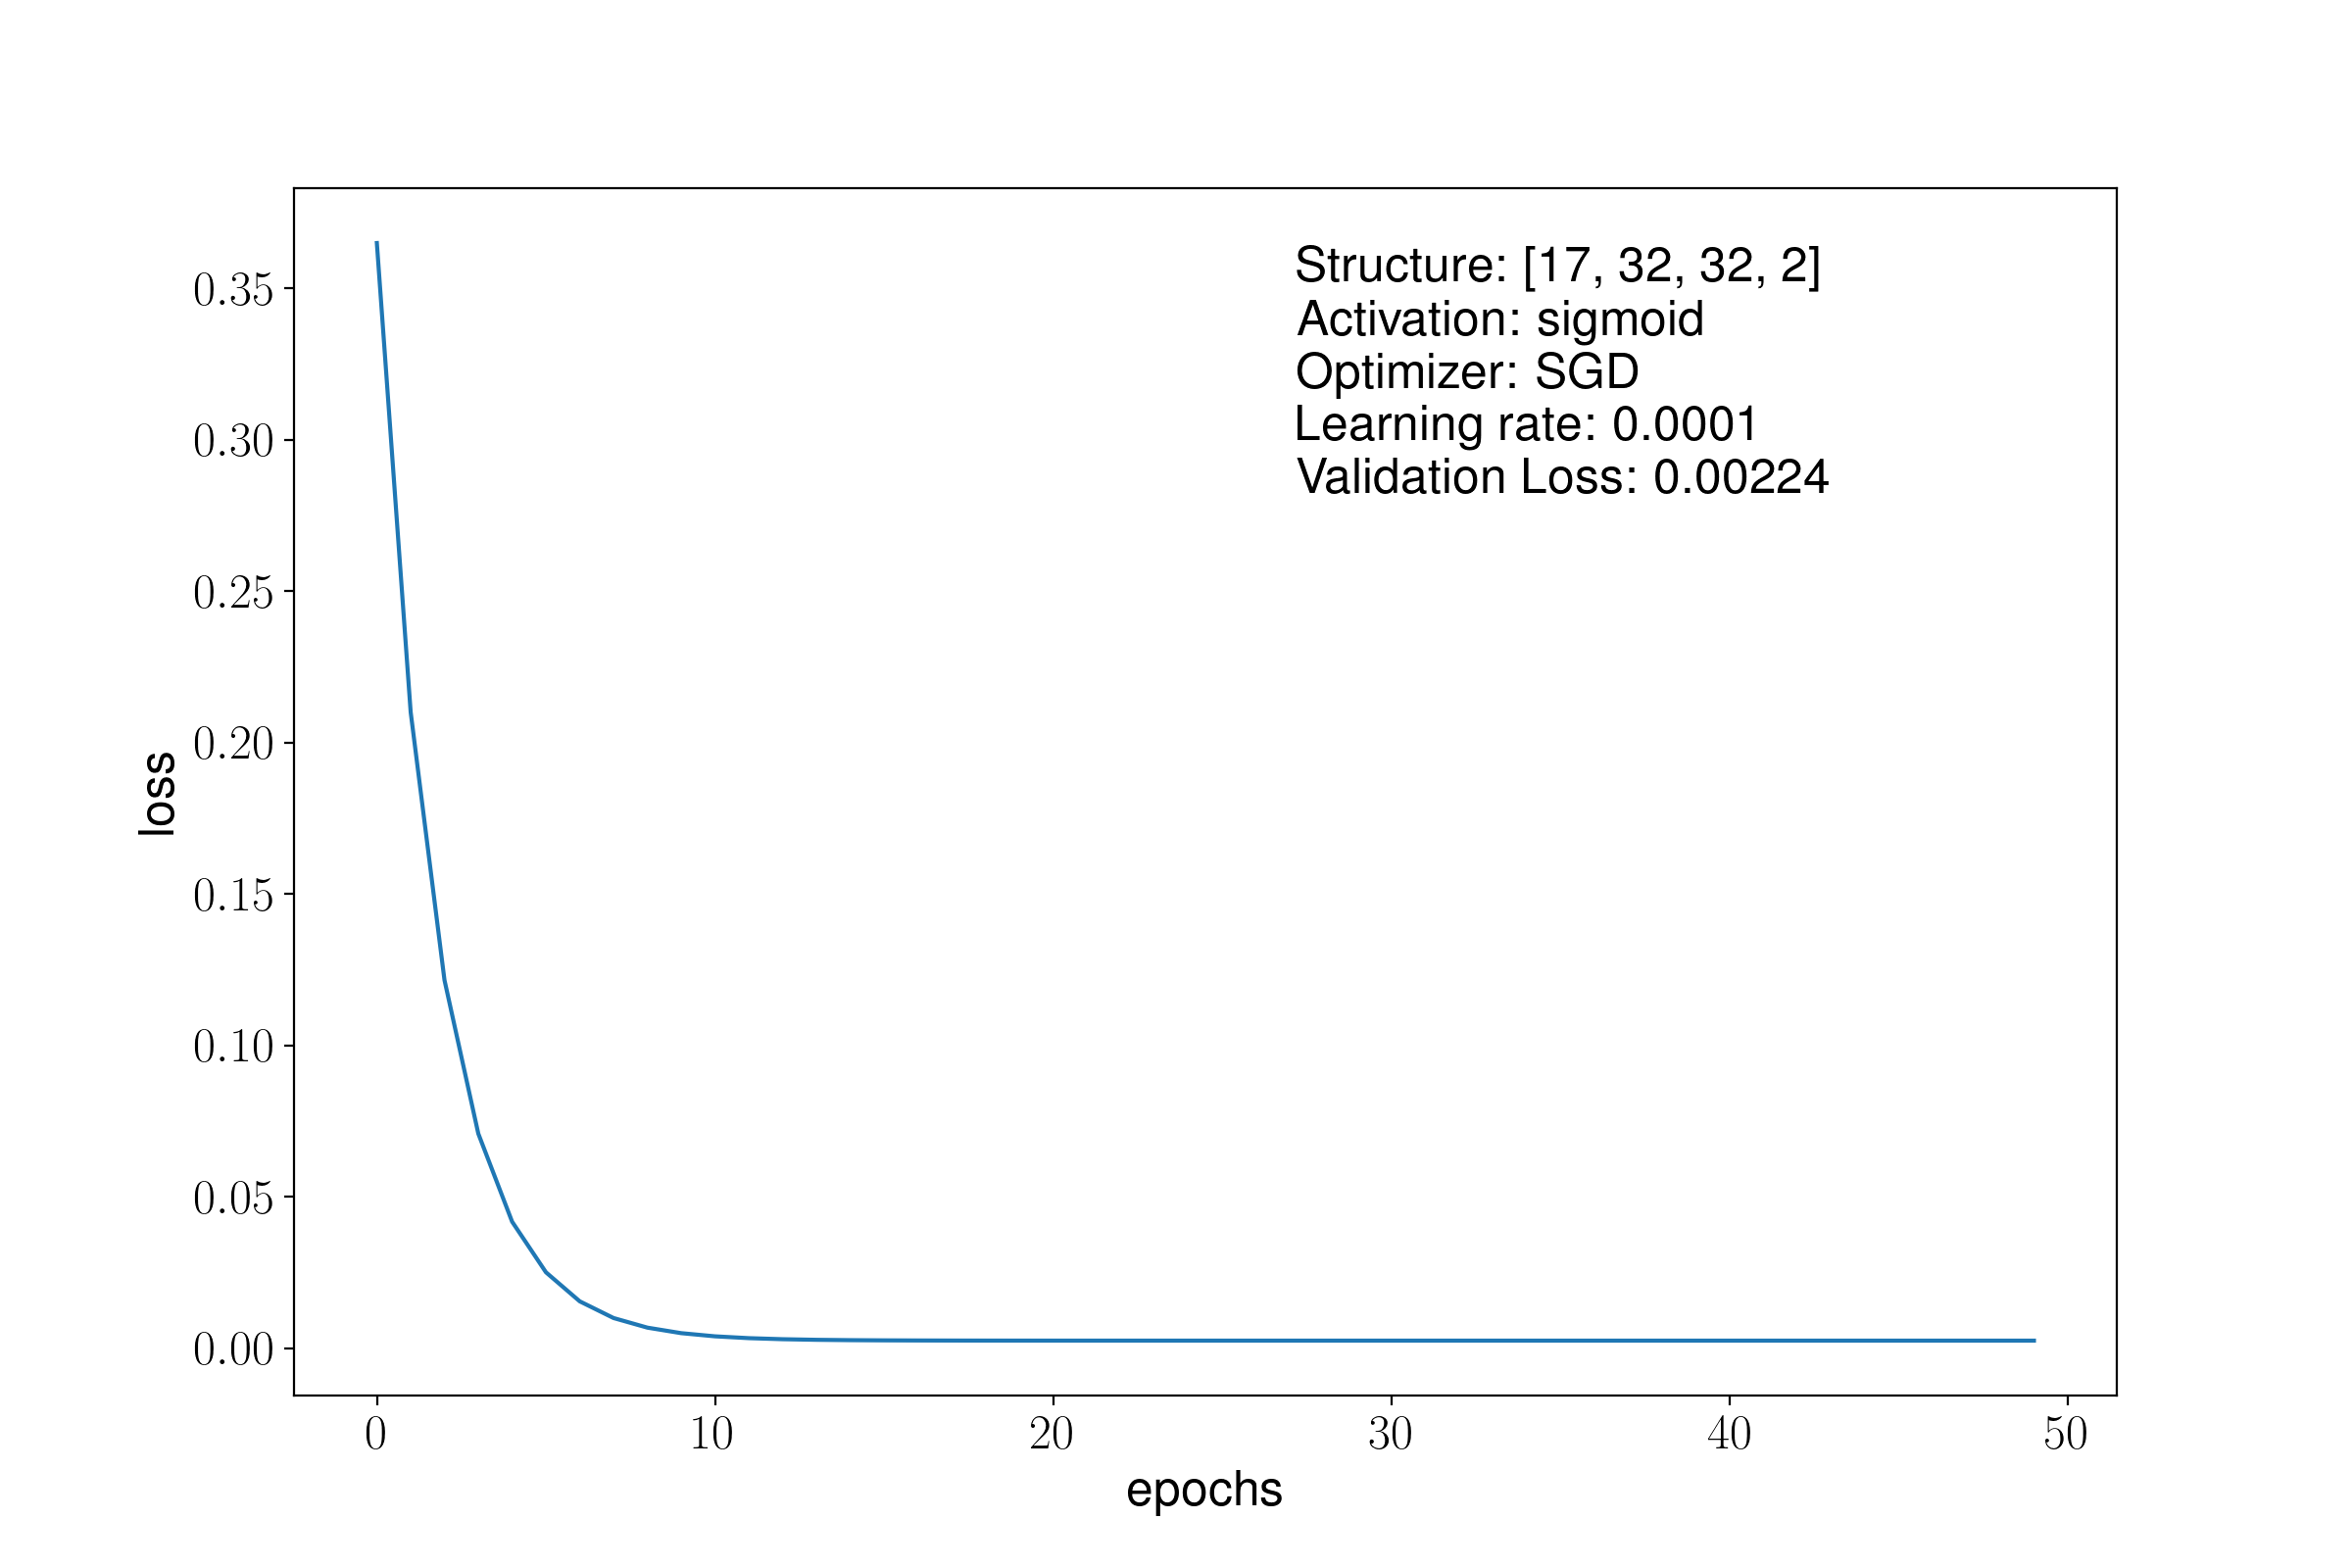 Structure: [17, 32, 32, 2]
Activation: sigmoid
Optimizer: SGD
Learning rate: 0.0001
Validation Loss: 0.00224
0.35
0.30
0.25
0.20
0.15
0.10
0.05
0.00
loss
0 10 20 30 40 50
epochs